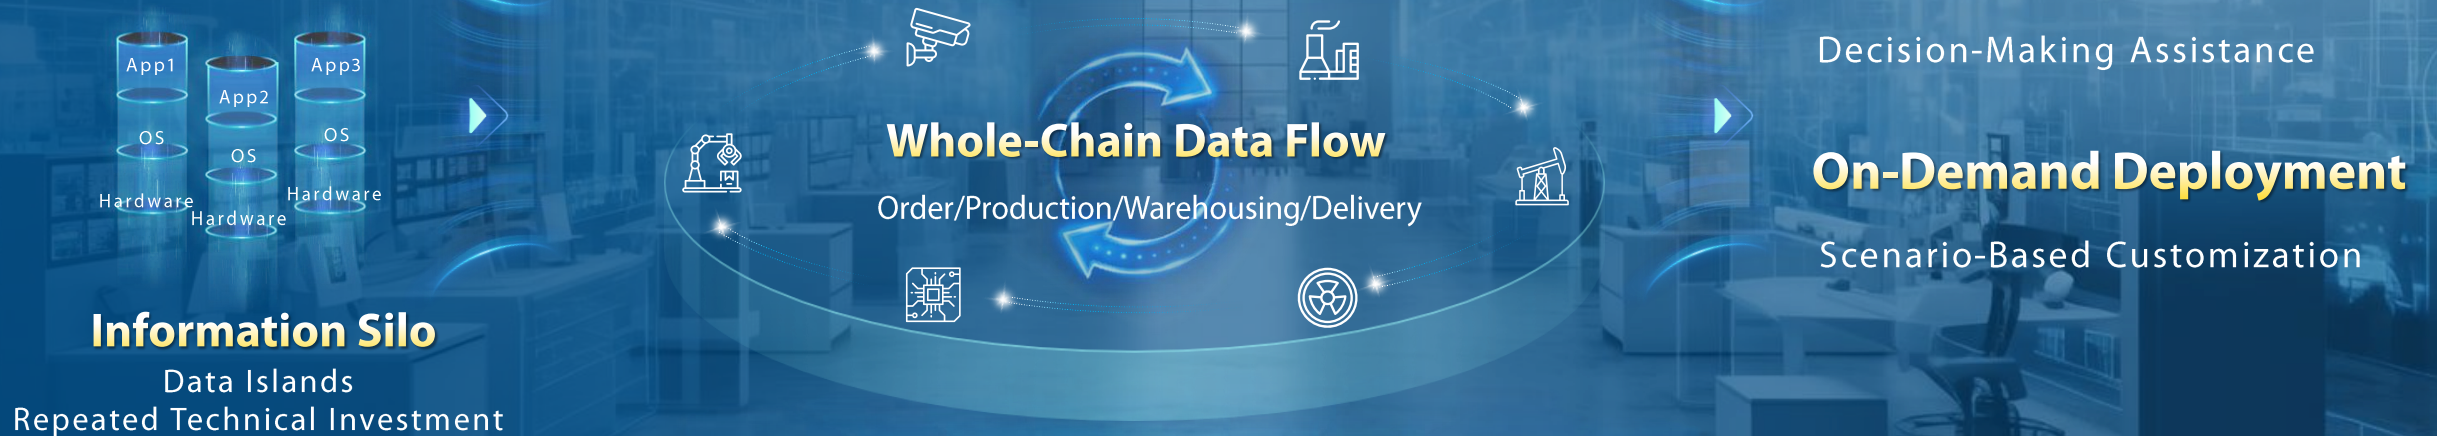 App1
App2
App3
OS
OS
OS
Hardware
Hardware
Hardware
Information Silo
Data Islands
Repeated Technical Investment
Whole-Chain Data Flow
Order/Production/Warehousing/Delivery
Decision-Making Assistance
On-Demand Deployment
Scenario-Based Customization